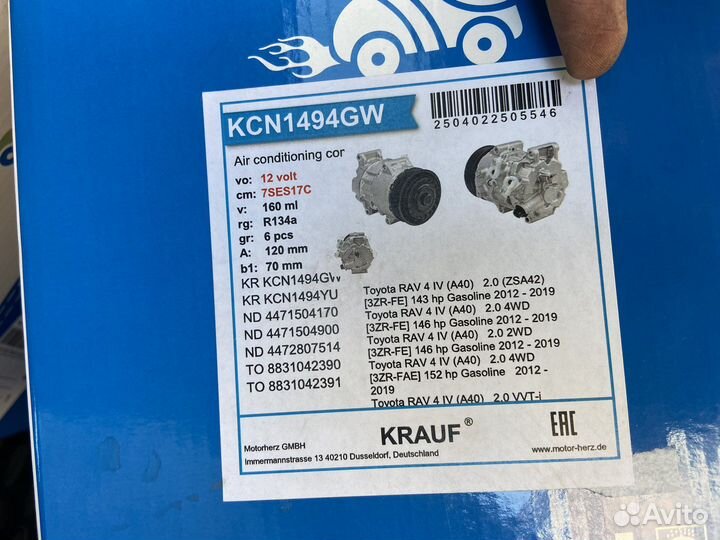 KCN1494GW
2504022505546
Air conditioning cor
vo: 12 volt
cm: 7SES17C
v: 160 ml
rg: R134a
gr: 6 pcs
A: 120 mm
b1: 70 mm
KR KCN1494GW
KR KCN1494YU
ND 4471504170
ND 4471504900
ND 4472807514
TO 8831042390
TO 8831042391
Toyota RAV 4 IV (A40) 2.0 (ZSA42)
[3ZR-FE] 143 hp Gasoline 2012 - 2019
Toyota RAV 4 IV (A40) 2.0 4WD
[3ZR-FE] 146 hp Gasoline 2012 - 2019
Toyota RAV 4 IV (A40) 2.0 2WD
[3ZR-FE] 146 hp Gasoline 2012 - 2019
Toyota RAV 4 IV (A40) 2.0 4WD
[3ZR-FAE] 152 hp Gasoline 2012 -
2019
Toyota RAV 4 IV (A40) 2.0 VVT-i
Motorherz GMBH
Immermannstrasse 13 40210 Dusseldorf, Deutschland
KRAUF®
EAC
www.motor-herz.de
Avito